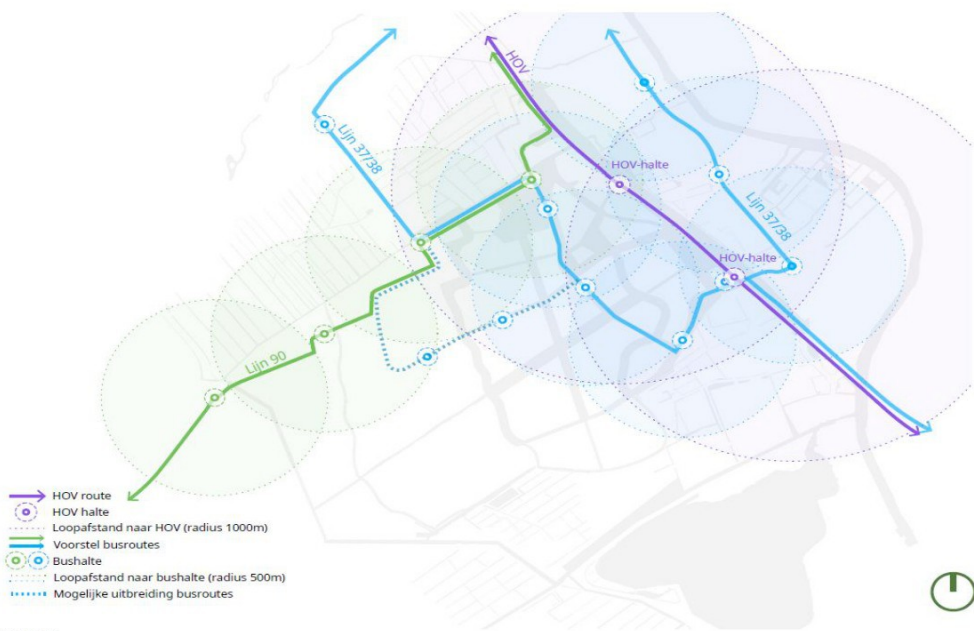 HOV
Lijn 37/38
HOV-halte
Lijn 37/38
HOV-halte
Lijn 90
HOV route
HOV halte
Loopafstand naar HOV (radius 1000m)
Voorstel busroutes
Bushalte
Loopafstand naar bushalte (radius 500m)
Mogelijke uitbreiding busroutes